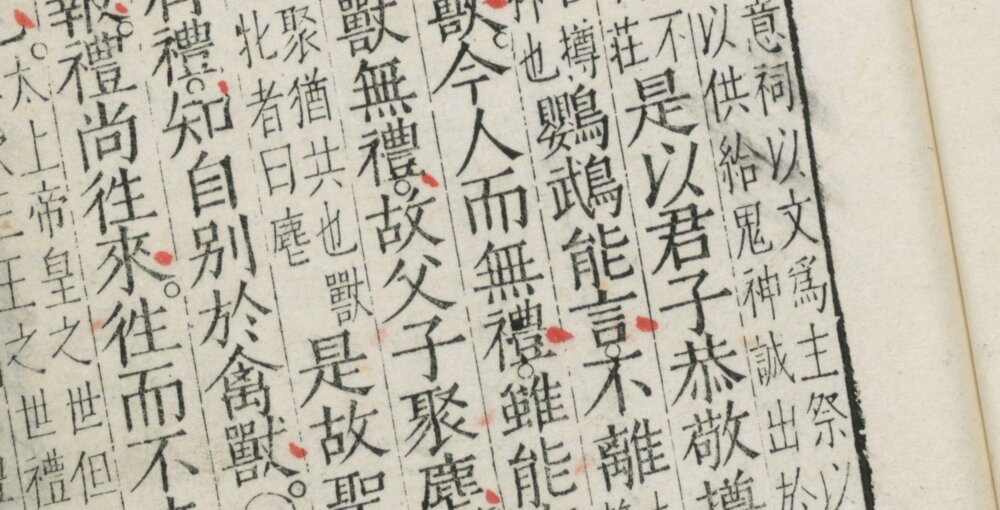 意祠以文為主祭以
以供給鬼神誠出於
不
莊
是以君子恭敬撙
撙
也
鸚鵡能言。不離
獸。今人而無禮。雖能
獸無禮。故父子聚麀
聚猶共也獸
牝者曰麀
是故聖
有禮。知自别於禽獸。
報。禮尚徃來。徃而不
太上帝皇之世但
三王之世禮